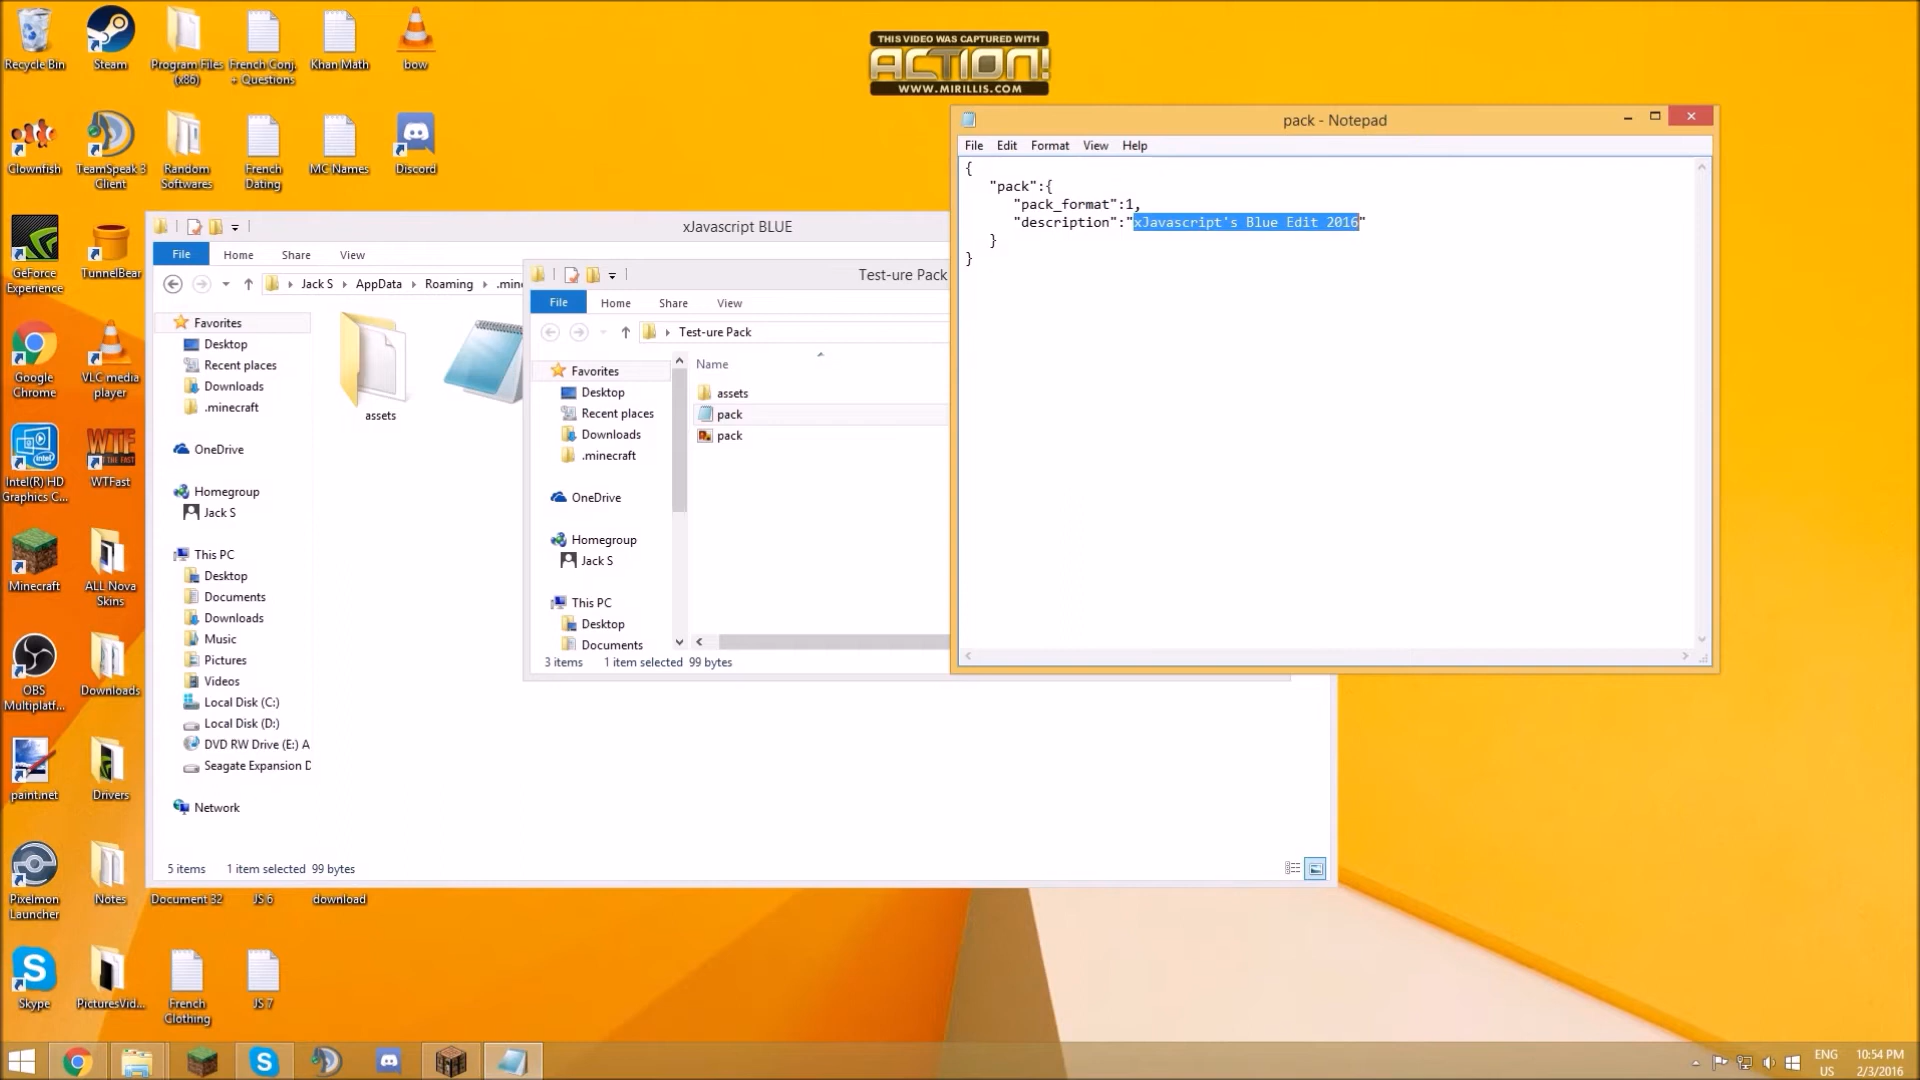 Recycle Bin
Steam
Program Files
(x86)
French Conj.
+ Questions
Khan Math
bow
THIS VIDEO WAS CAPTURED WITH
ACTION!
WWW.MIRILLIS.COM
Clownfish
TeamSpeak 3
Client
Random
Softwares
French
Dating
MC Names
Discord
GeForce
Experience
TunnelBear
Google
Chrome
VLC media
player
Intel(R) HD
Graphics C...
WTF
THE FAST
WTFast
Minecraft
ALL Nova
Skins
OBS
Multiplatf...
Downloads
paint.net
Drivers
Pixelmon
Launcher
Notes
Document 32
JS 6
download
Skype
PicturesVid...
French
Clothing
JS 7
xJavascript BLUE
File
Home
Share
View
Jack S
AppData
Roaming
.mine
Favorites
Desktop
Recent places
Downloads
.minecraft
OneDrive
Homegroup
Jack S
This PC
Desktop
Documents
Downloads
Music
Pictures
Videos
Local Disk (C:)
Local Disk (D:)
DVD RW Drive (E:) A
Seagate Expansion D
Network
assets
5 items
1 item selected 99 bytes
Test-ure Pack
File
Home
Share
View
Test-ure Pack
Favorites
Desktop
Recent places
Downloads
.minecraft
OneDrive
Homegroup
Jack S
This PC
Desktop
Documents
Name
assets
pack
pack
3 items
1 item selected 99 bytes
pack - Notepad
File
Edit
Format
View
Help
{
"pack":{
"pack_format":1,
"description":"xJavascript's Blue Edit 2016"
}
}
ENG
US
10:54 PM
2/3/2016